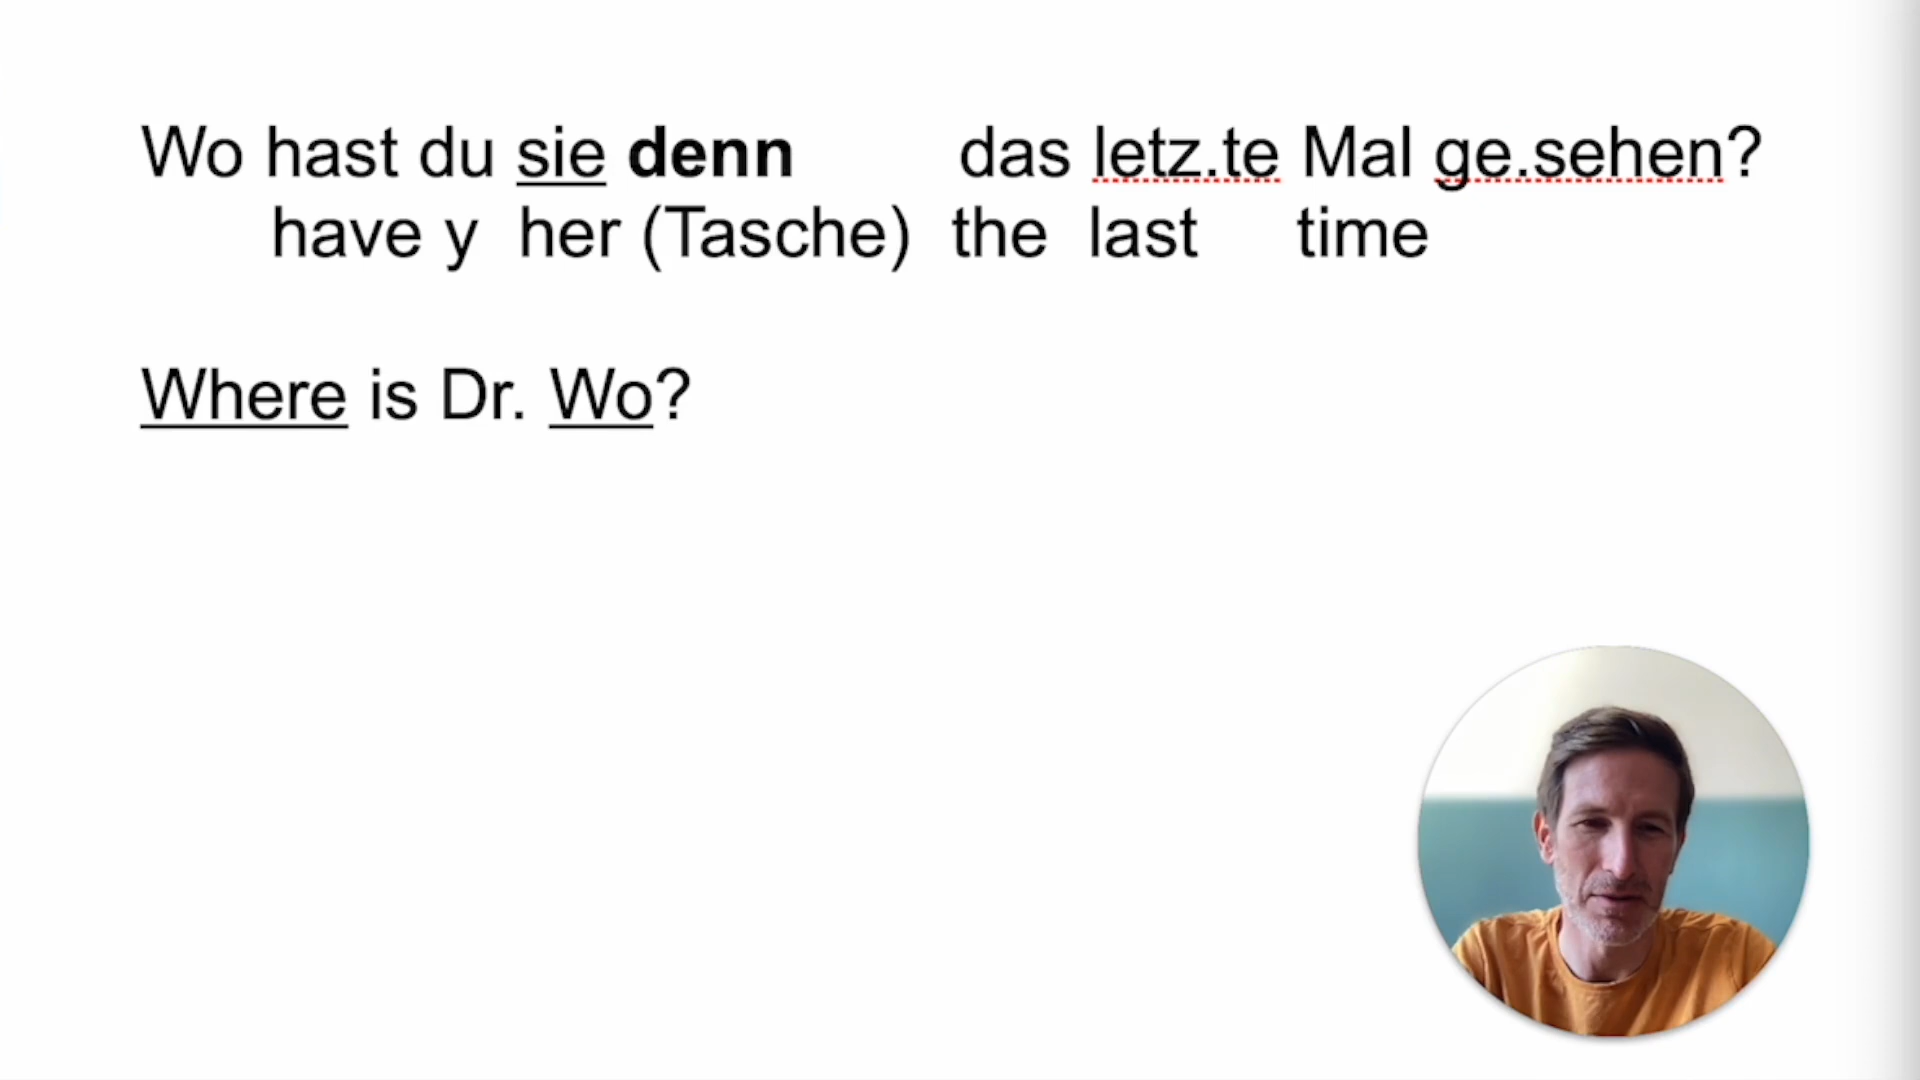 Wo hast du sie denn das letz.te Mal ge.sehen?
have y her (Tasche) the last time
Where is Dr. Wo?